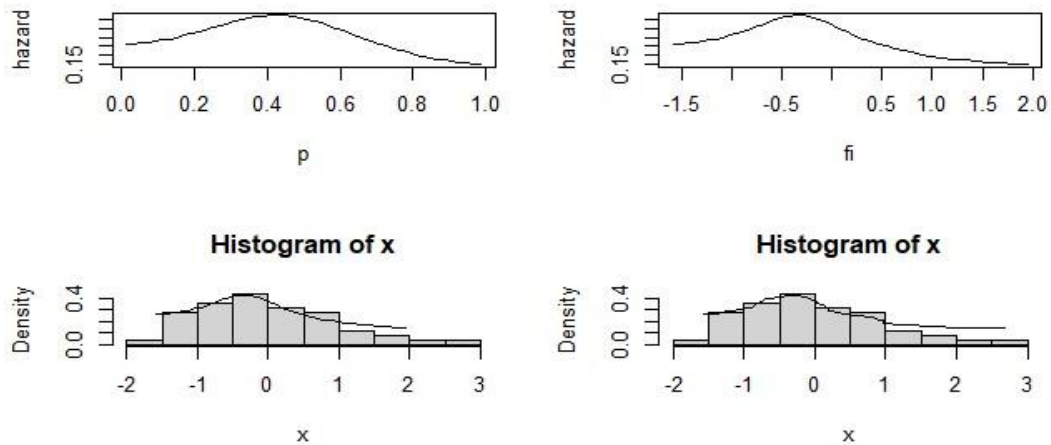 hazard
0.15
0.0 0.2 0.4 0.6 0.8 1.0
p
hazard
0.15
-1.5 -0.5 0.5 1.0 1.5 2.0
fi
Histogram of x
Density
0.0 0.4
-2 -1 0 1 2 3
x
Histogram of x
Density
0.0 0.4
-2 -1 0 1 2 3
x